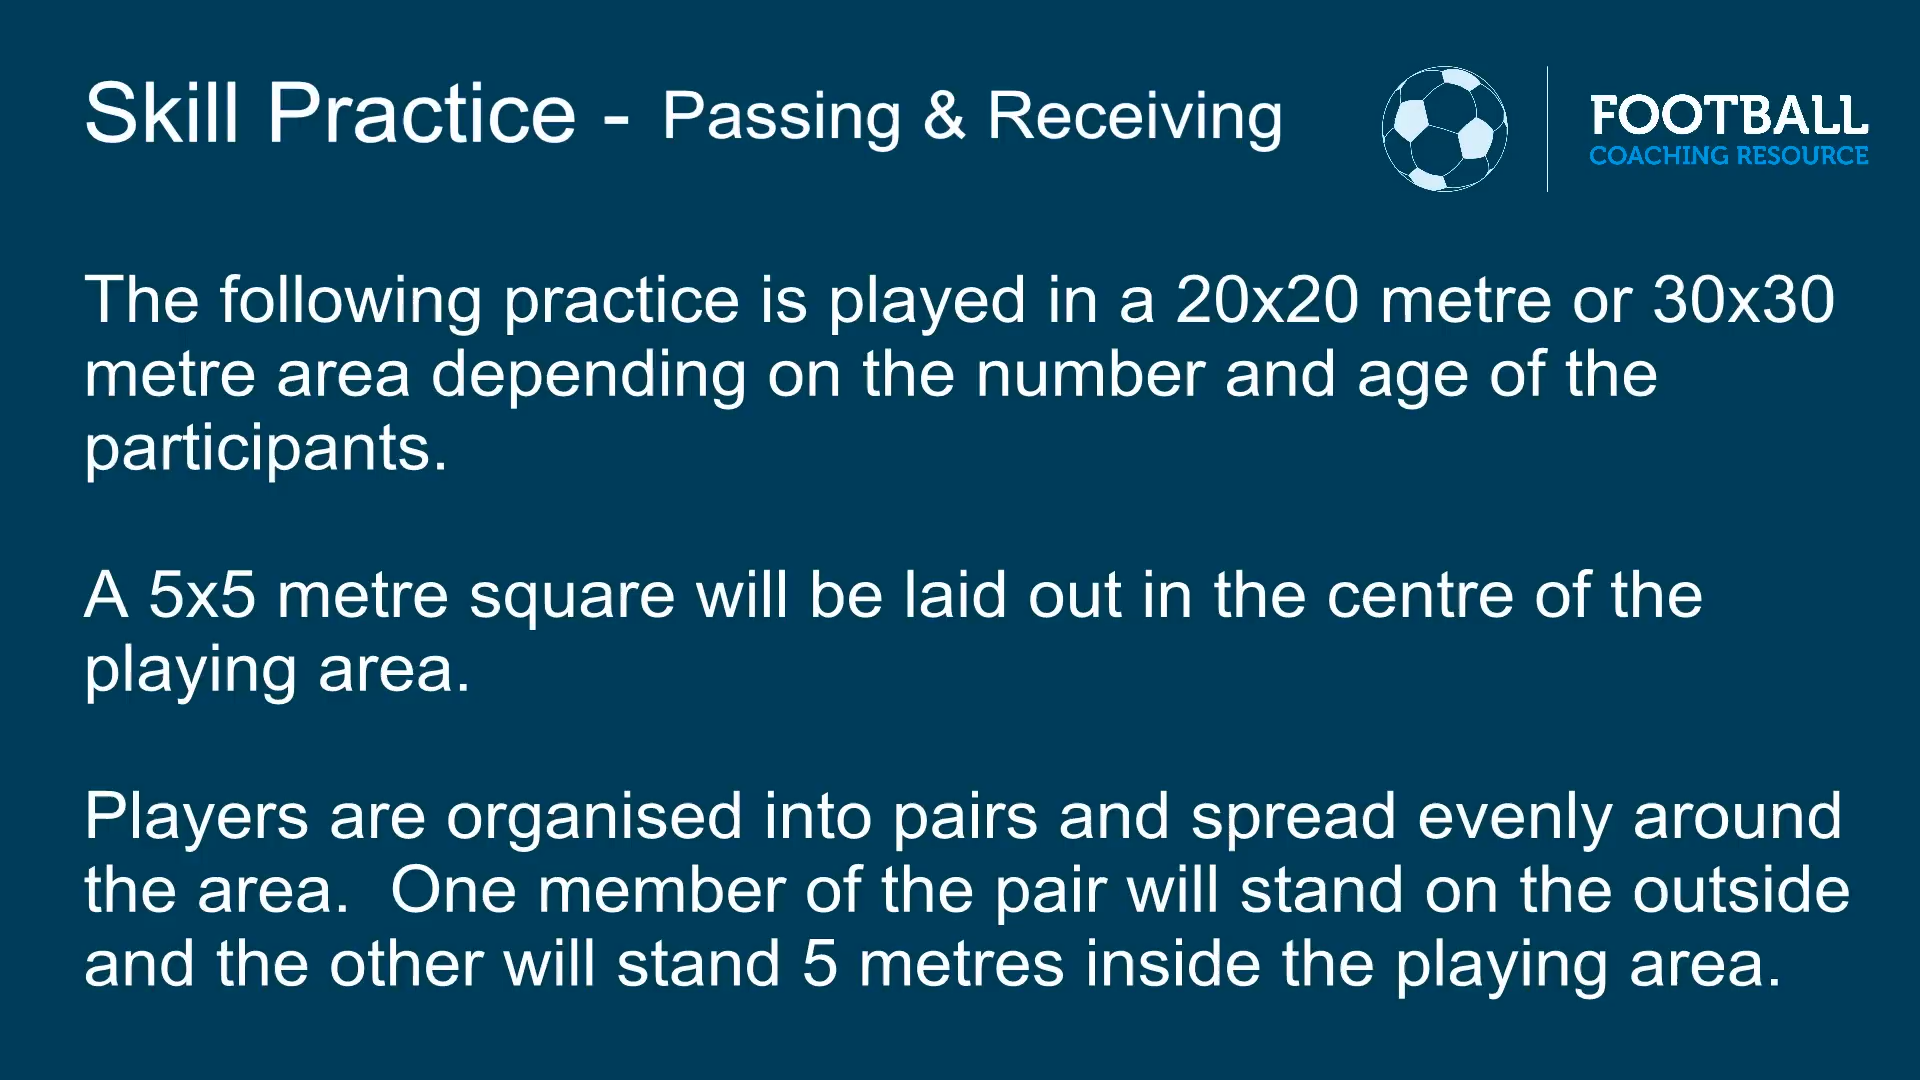 Skill Practice - Passing & Receiving
FOOTBALL
COACHING RESOURCE
The following practice is played in a 20x20 metre or 30x30
metre area depending on the number and age of the
participants.
A 5x5 metre square will be laid out in the centre of the
playing area.
Players are organised into pairs and spread evenly around
the area.  One member of the pair will stand on the outside
and the other will stand 5 metres inside the playing area.